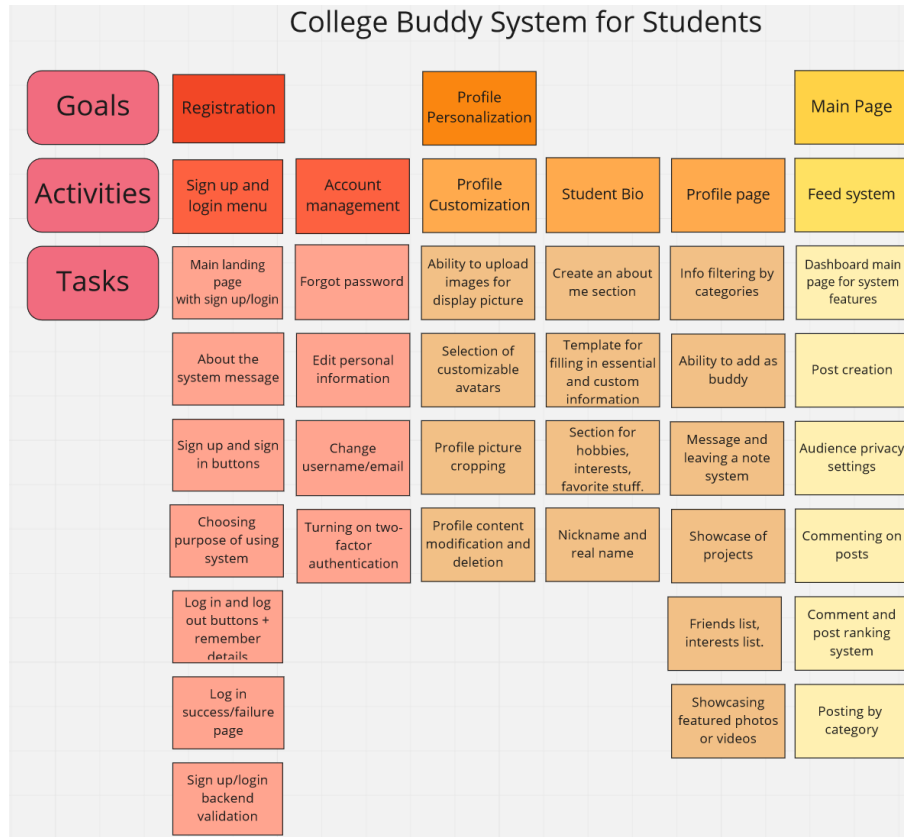 College Buddy System for Students
Goals
Registration
Profile
Personalization
Main Page
Activities
Sign up and
login menu
Account
management
Profile
Customization
Student Bio
Profile page
Feed system
Tasks
Main landing
page
with sign up/login
Forgot password
Ability to upload
images for
display picture
Create an about
me section
Info filtering by
categories
Dashboard main
page for system
features
About the
system message
Edit personal
information
Selection of
customizable
avatars
Template for
filling in essential
and custom
information
Ability to add as
buddy
Post creation
Sign up and sign
in buttons
Change
username/email
Profile picture
cropping
Section for
hobbies,
interests,
favorite stuff.
Message and
leaving a note
system
Audience privacy
settings
Choosing
purpose of using
system
Turning on two-
factor
authentication
Profile content
modification and
deletion
Nickname and
real name
Showcase of
projects
Commenting on
posts
Log in and log
out buttons +
remember
details
Friends list,
interests list.
Comment and
post ranking
system
Log in
success/failure
page
Showcasing
featured photos
or videos
Posting by
category
Sign up/login
backend
validation